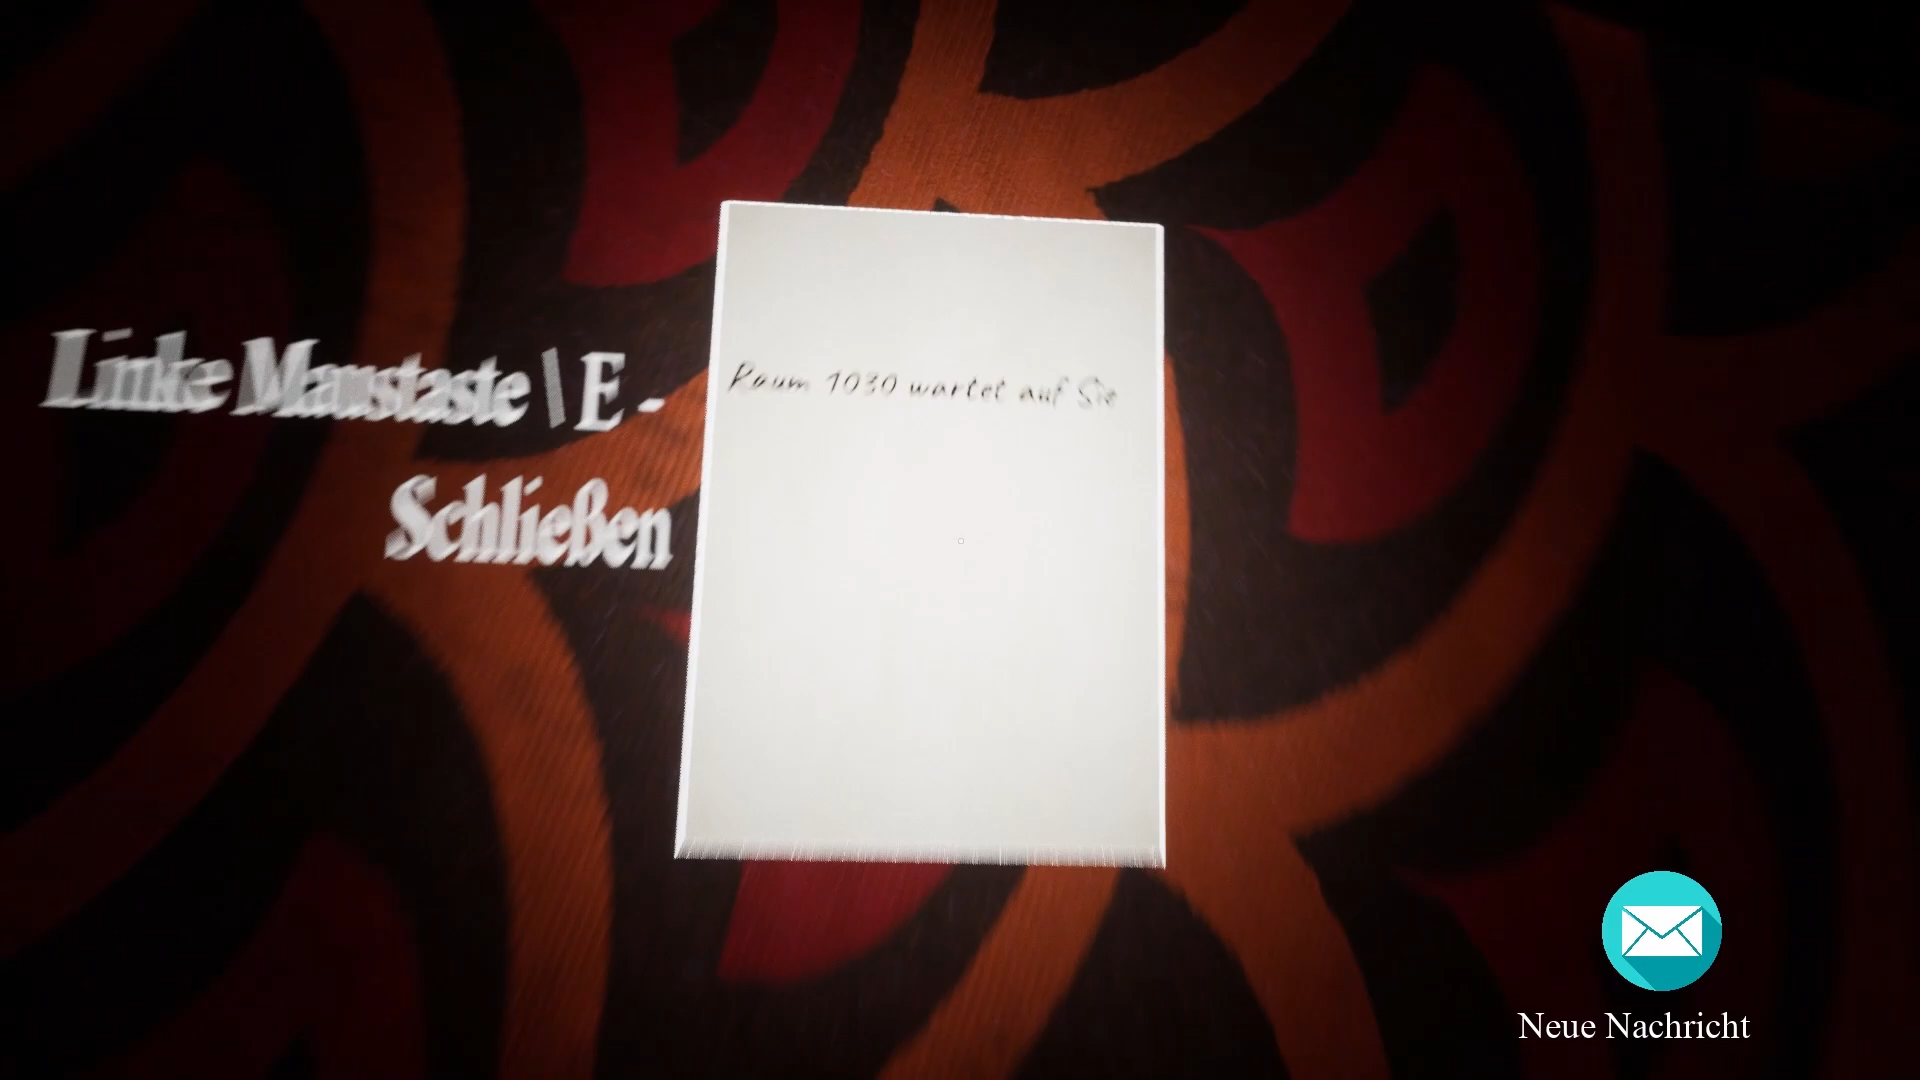 Linke Maustaste \ E -
Schließen
Raum 1030 wartet auf Sie
Neue Nachricht